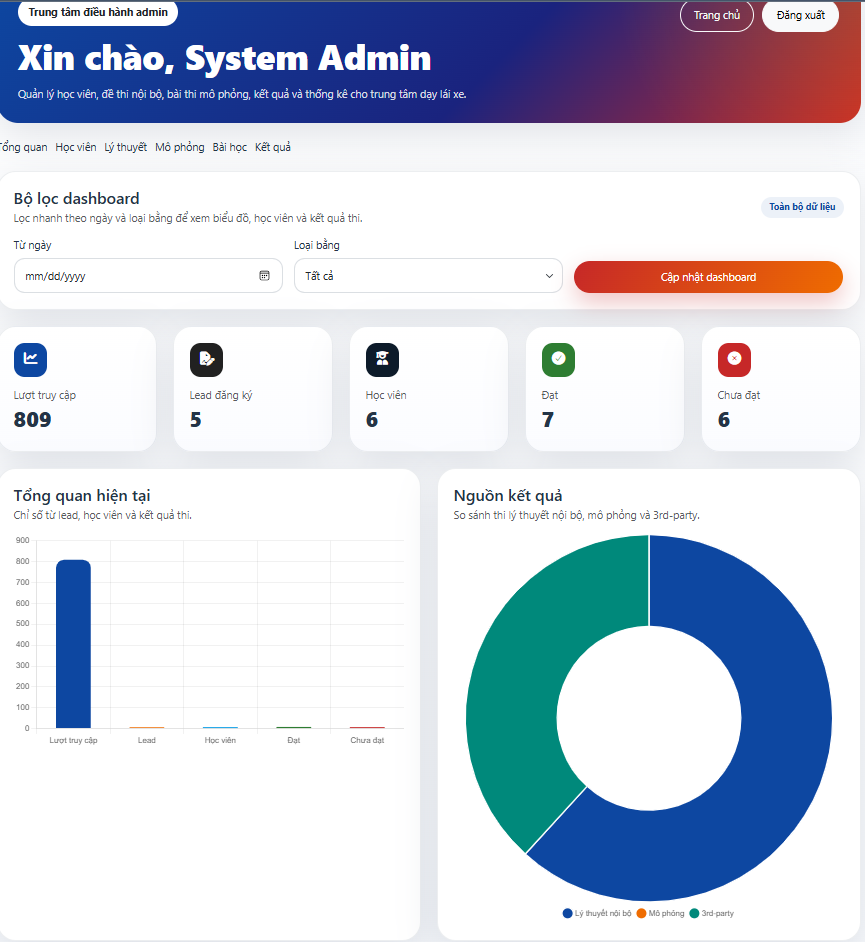 Trung tâm điều hành admin
Trang chủ
Đăng xuất
Xin chào, System Admin
Quản lý học viên, đề thi nội bộ, bài thi mô phỏng, kết quả và thống kê cho trung tâm dạy lái xe.
Tổng quan Học viên Lý thuyết Mô phỏng Bài học Kết quả
Bộ lọc dashboard
Lọc nhanh theo ngày và loại bằng để xem biểu đồ, học viên và kết quả thi.
Toàn bộ dữ liệu
Từ ngày
Loại bằng
mm/dd/yyyy
Tất cả
Cập nhật dashboard
Lượt truy cập
809
Lead đăng ký
5
Học viên
6
Đạt
7
Chưa đạt
6
Tổng quan hiện tại
Chỉ số từ lead, học viên và kết quả thi.
900
800
700
600
500
400
300
200
100
0
Lượt truy cập Lead Học viên Đạt Chưa đạt
Nguồn kết quả
So sánh thi lý thuyết nội bộ, mô phỏng và 3rd-party.
Lý thuyết nội bộ Mô phỏng 3rd-party